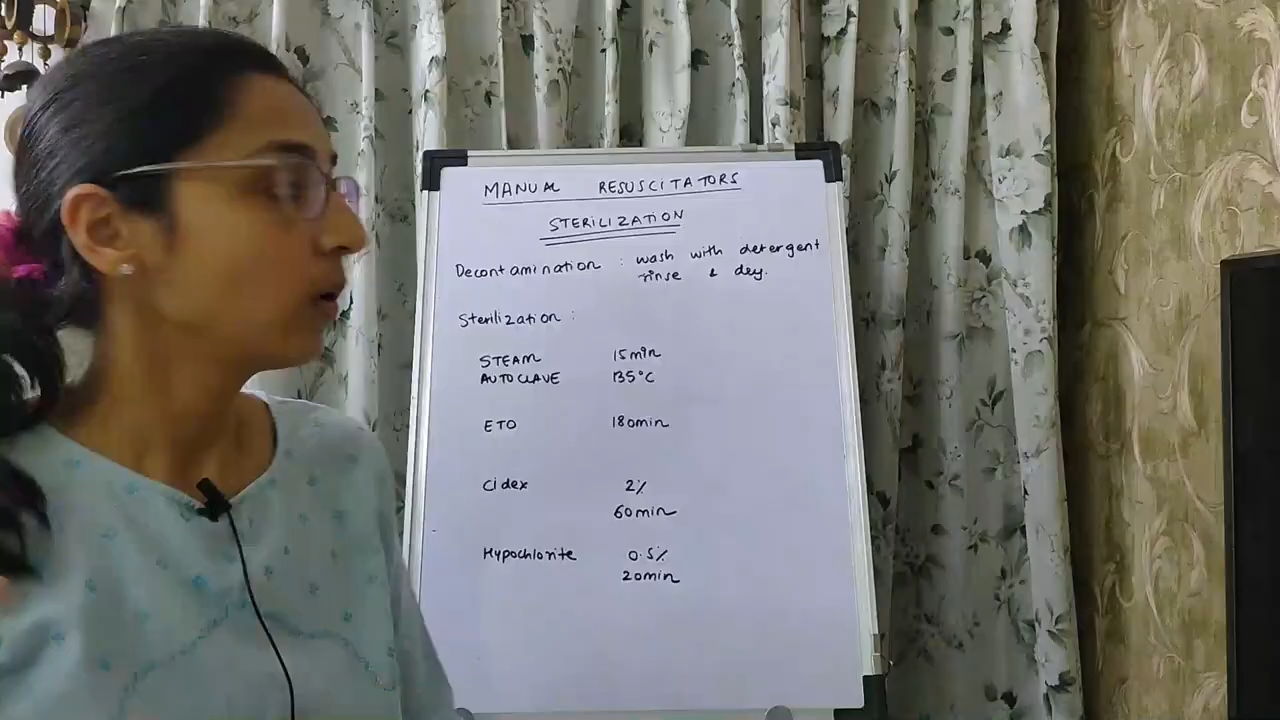 MANUAL RESUSCITATORS
STERILIZATION
Decontamination : wash with detergent
rinse & dry.
Sterilization :
STEAM 15min
AUTOCLAVE 135°C
ETO 180min
Cidex 2%
60min
Hypochlorite 0.5%
20min